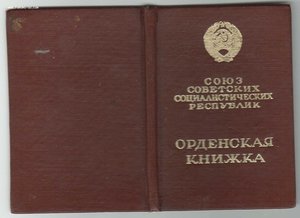 СОЮЗ
СОВЕТСКИХ
СОЦИАЛИСТИЧЕСКИХ
РЕСПУБЛИК
ОРДЕНСКАЯ
КНИЖКА